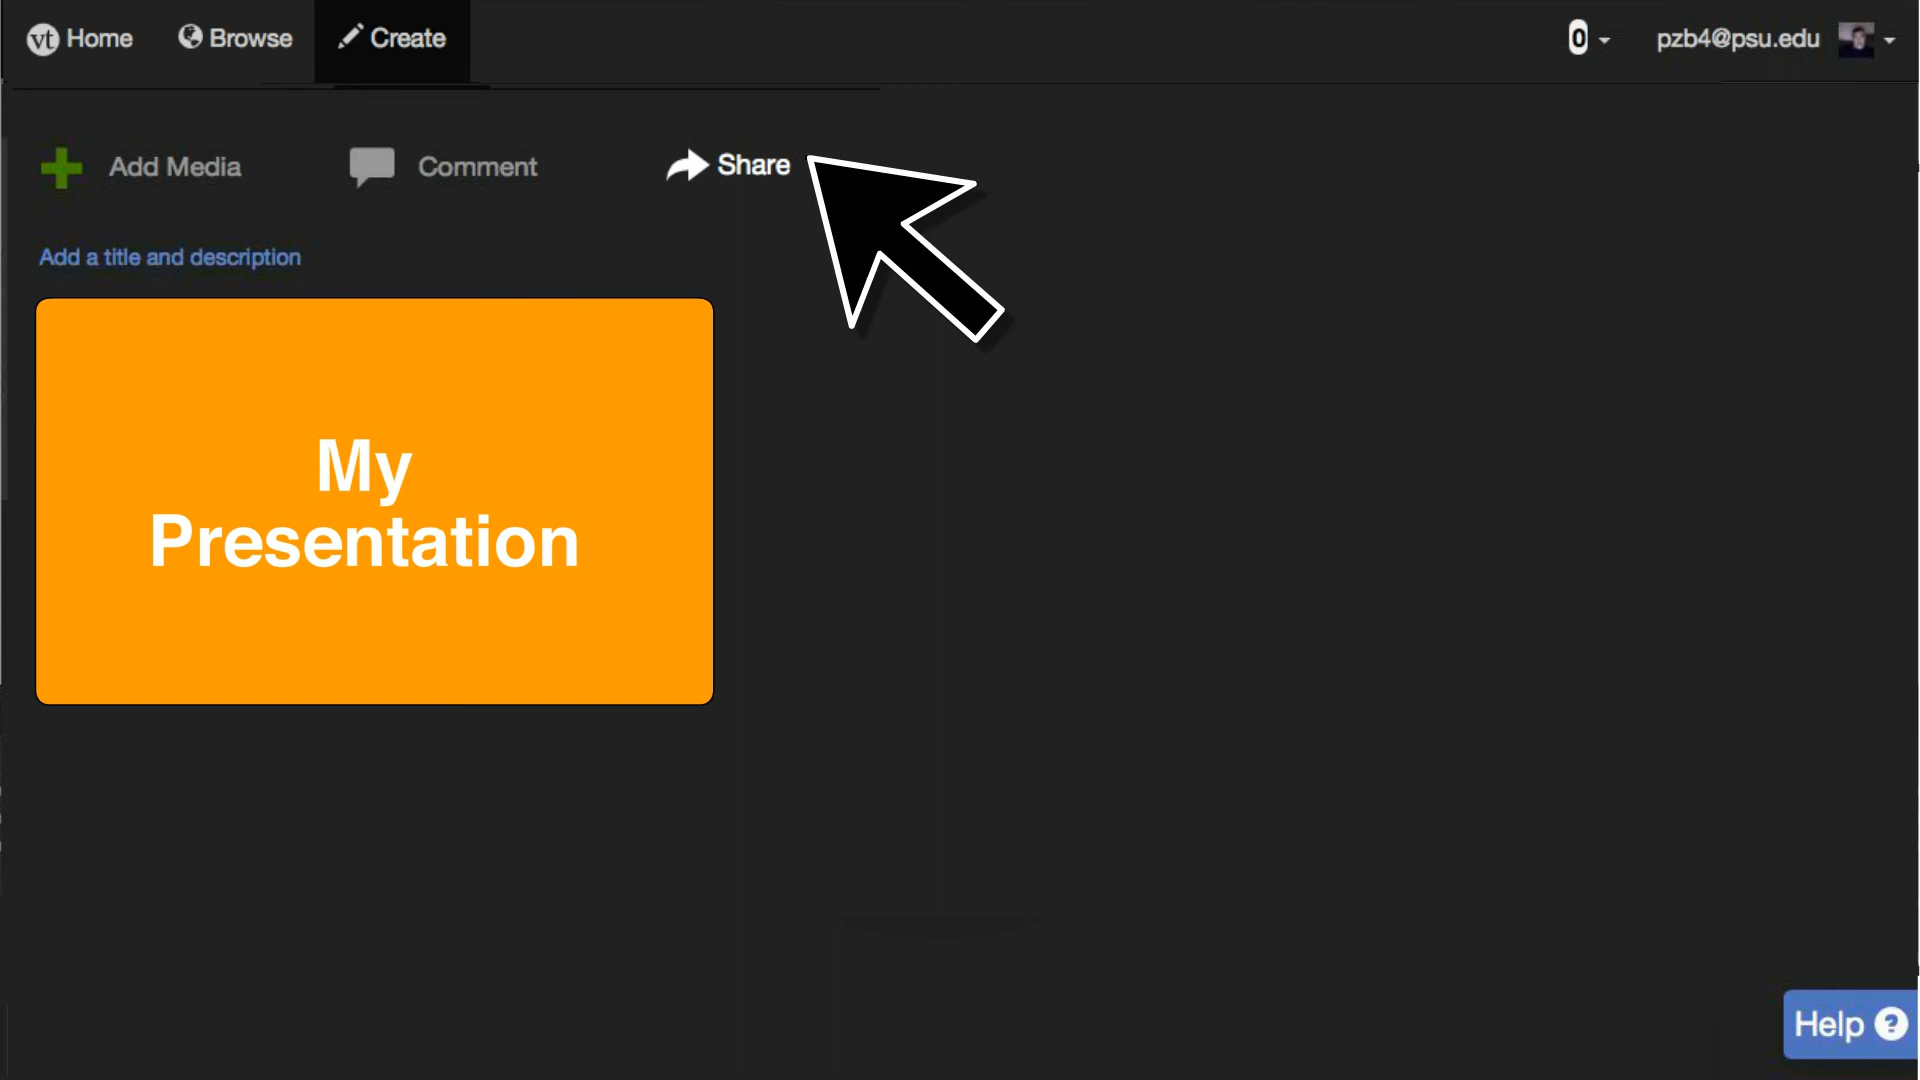 vt Home Browse Create 0 pzb4@psu.edu
Add Media Comment Share
Add a title and description
My
Presentation
Help ?